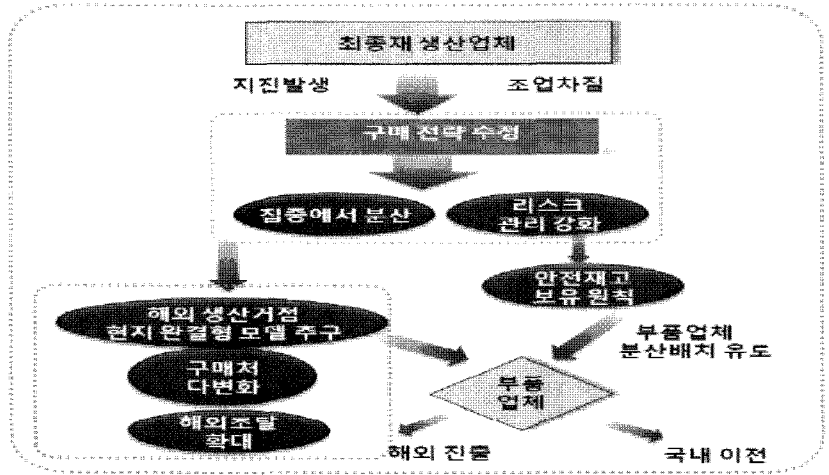 최종재 생산업체
지진발생
조업차질
구매 전략 수정
집중에서 분산
리스크
관리 강화
안전재고
보유 원칙
해외 생산거점
현지 완결형 모델 추구
구매처
다변화
해외조달
확대
부품업체
분산배치 유도
부품
업체
해외 진출
국내 이전